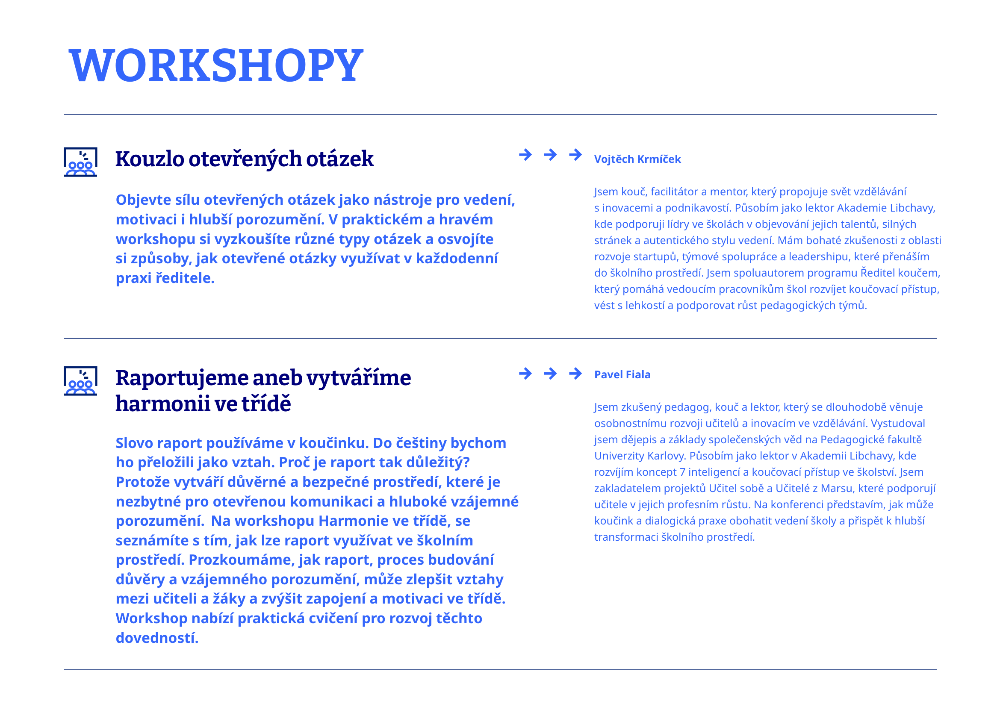 WORKSHOPY
Kouzlo otevřených otázek
Objevte sílu otevřených otázek jako nástroje pro vedení,
motivaci i hlubší porozumění. V praktickém a hravém
workshopu si vyzkoušíte různé typy otázek a osvojíte
si způsoby, jak otevřené otázky využívat v každodenní
praxi ředitele.
Vojtěch Krmíček
Jsem kouč, facilitátor a mentor, který propojuje svět vzdělávání
s inovacemi a podnikavostí. Působím jako lektor Akademie Libchavy,
kde podporuji lídry ve školách v objevování jejich talentů, silných
stránek a autentického stylu vedení. Mám bohaté zkušenosti z oblasti
rozvoje startupů, týmové spolupráce a leadershipu, které přenáším
do školního prostředí. Jsem spoluautorem programu Ředitel koučem,
který pomáhá vedoucím pracovníkům škol rozvíjet koučovací přístup,
vést s lehkostí a podporovat růst pedagogických týmů.
Raportujeme aneb vytváříme
harmonii ve třídě
Slovo raport používáme v koučinku. Do češtiny bychom
ho přeložili jako vztah. Proč je raport tak důležitý?
Protože vytváří důvěrné a bezpečné prostředí, které je
nezbytné pro otevřenou komunikaci a hluboké vzájemné
porozumění. Na workshopu Harmonie ve třídě, se
seznámíte s tím, jak lze raport využívat ve školním
prostředí. Prozkoumáme, jak raport, proces budování
důvěry a vzájemného porozumění, může zlepšit vztahy
mezi učiteli a žáky a zvýšit zapojení a motivaci ve třídě.
Workshop nabízí praktická cvičení pro rozvoj těchto
dovedností.
Pavel Fiala
Jsem zkušený pedagog, kouč a lektor, který se dlouhodobě věnuje
osobnostnímu rozvoji učitelů a inovacím ve vzdělávání. Vystudoval
jsem dějepis a základy společenských věd na Pedagogické fakultě
Univerzity Karlovy. Působím jako lektor v Akademii Libchavy, kde
rozvíjím koncept 7 inteligencí a koučovací přístup ve školství. Jsem
zakladatelem projektů Učitel sobě a Učitelé z Marsu, které podporují
učitele v jejich profesním růstu. Na konferenci představím, jak může
koučink a dialogická praxe obohatit vedení školy a přispět k hlubší
transformaci školního prostředí.